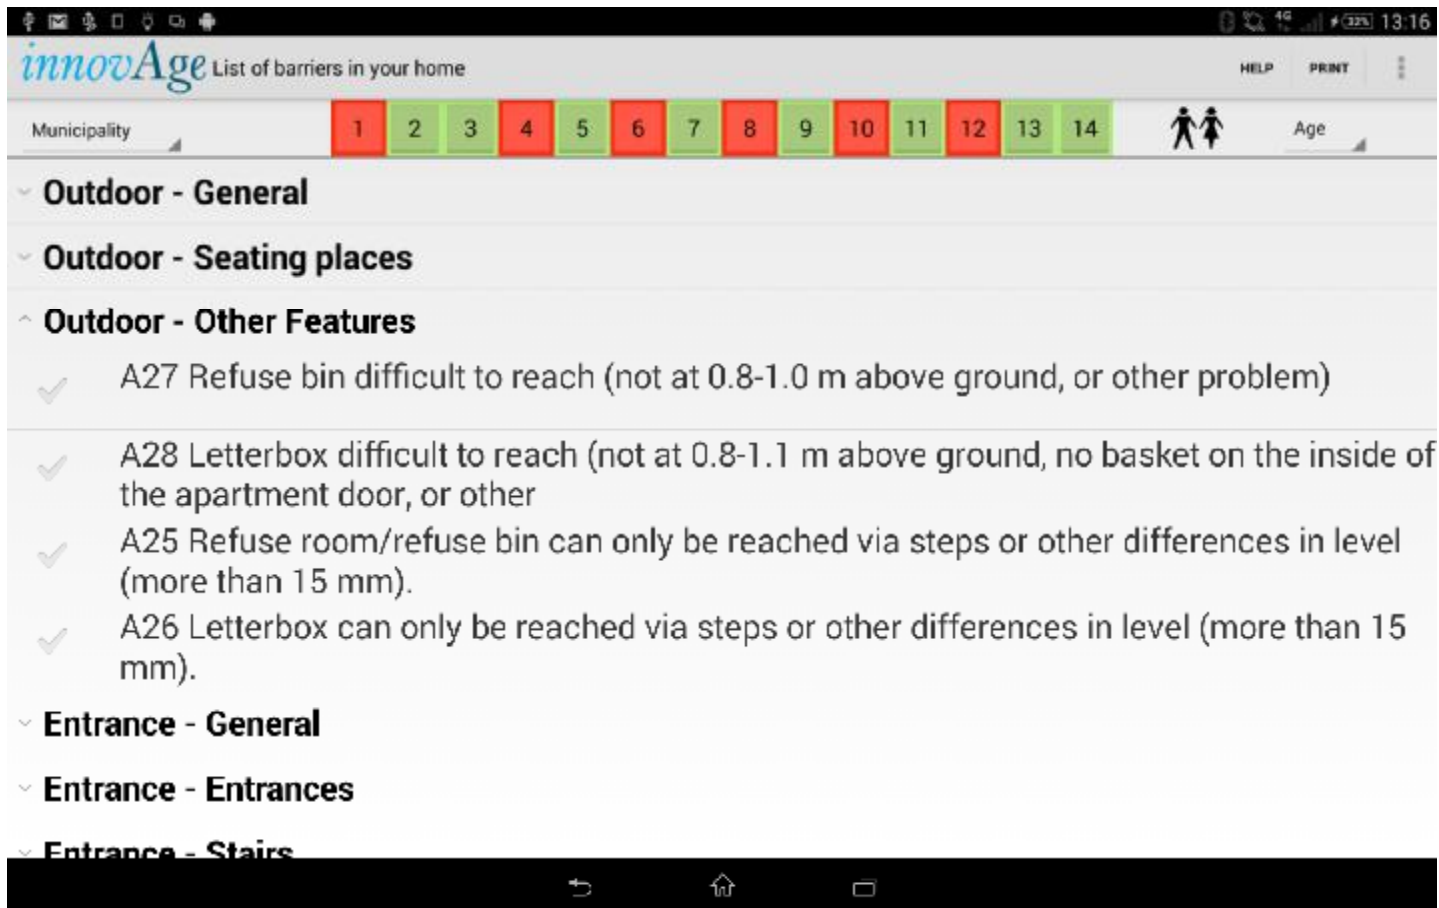 4G 32% 13:16
innovAge List of barriers in your home HELP PRINT
Municipality 1 2 3 4 5 6 7 8 9 10 11 12 13 14 Age
Outdoor - General
Outdoor - Seating places
Outdoor - Other Features
A27 Refuse bin difficult to reach (not at 0.8-1.0 m above ground, or other problem)
A28 Letterbox difficult to reach (not at 0.8-1.1 m above ground, no basket on the inside of
the apartment door, or other
A25 Refuse room/refuse bin can only be reached via steps or other differences in level
(more than 15 mm).
A26 Letterbox can only be reached via steps or other differences in level (more than 15
mm).
Entrance - General
Entrance - Entrances
Entrance - Stairs